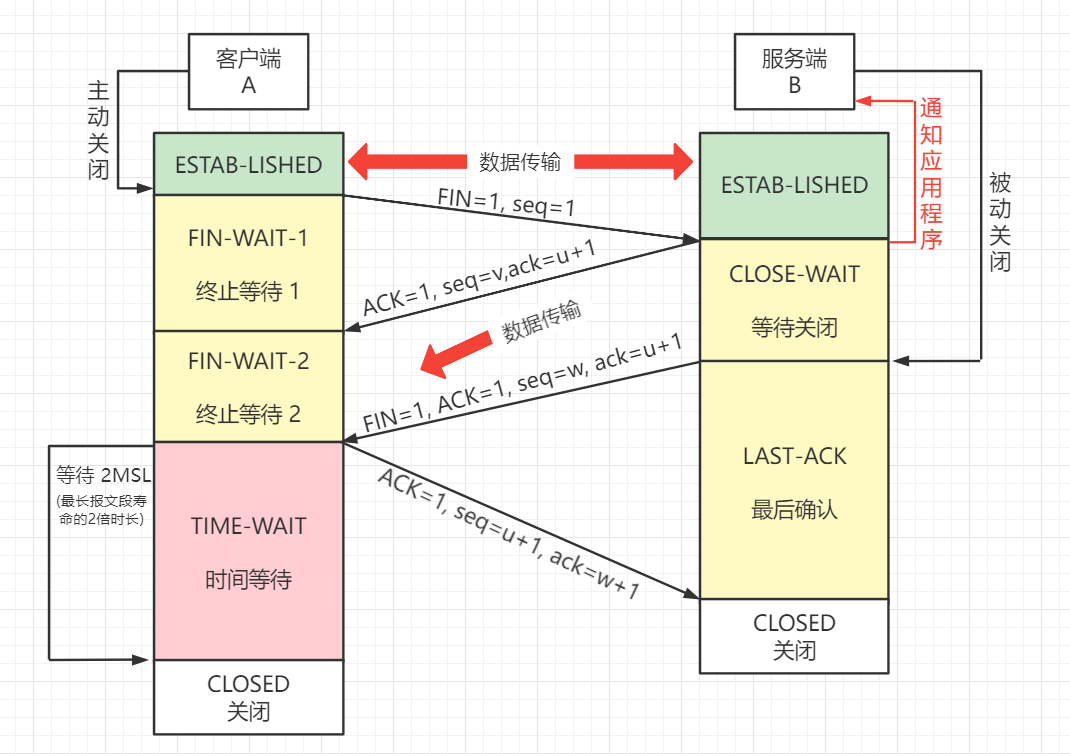 客户端
A
服务端
B
主动关闭
通知应用程序
被动关闭
ESTAB-LISHED
数据传输
ESTAB-LISHED
FIN=1, seq=1
FIN-WAIT-1
终止等待 1
ACK=1, seq=v,ack=u+1
CLOSE-WAIT
等待关闭
数据传输
FIN-WAIT-2
终止等待 2
FIN=1, ACK=1, seq=w, ack=u+1
等待 2MSL
(最长报文段寿
命的2倍时长)
LAST-ACK
最后确认
ACK=1, seq=u+1, ack=w+1
TIME-WAIT
时间等待
CLOSED
关闭
CLOSED
关闭